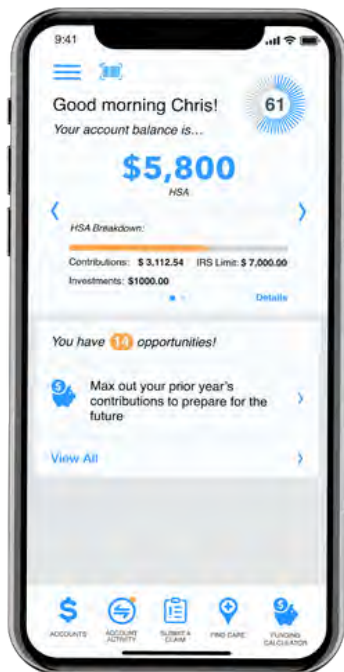 9:41
Good morning Chris!
61
Your account balance is...
$5,800
HSA
HSA Breakdown:
Contributions: $ 3,112.54 IRS Limit: $ 7,000.00
Investments: $1000.00
Details
You have 14 opportunities!
Max out your prior year's
contributions to prepare for the
future
View All
ACCOUNTS
ACCOUNT
ACTIVITY
SUBMIT A
CLAIM
FIND CARE
FUNDING
CALCULATOR